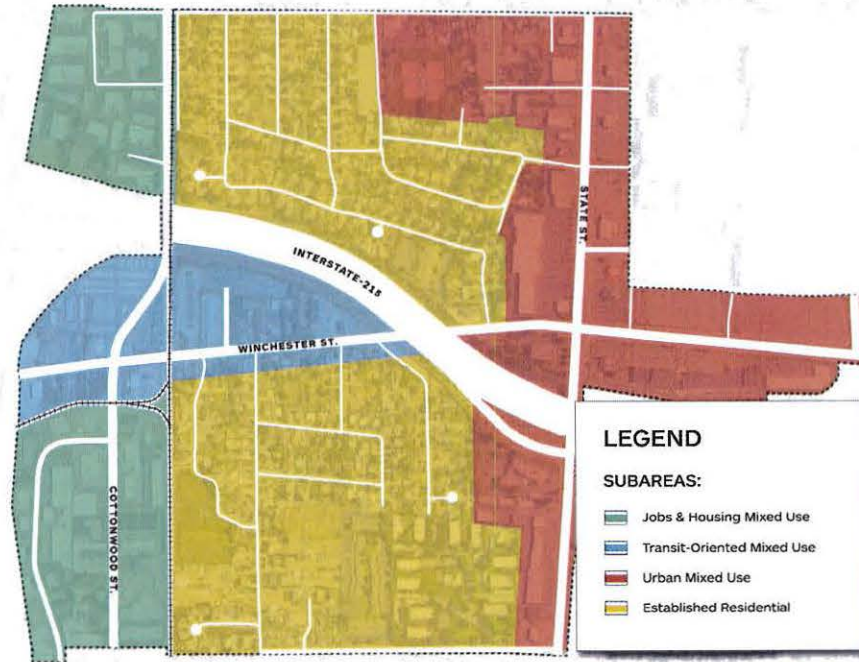 STATE ST.
INTERSTATE-215
WINCHESTER ST.
COTTONWOOD ST.
LEGEND
SUBAREAS:
Jobs & Housing Mixed Use
Transit-Oriented Mixed Use
Urban Mixed Use
Established Residential